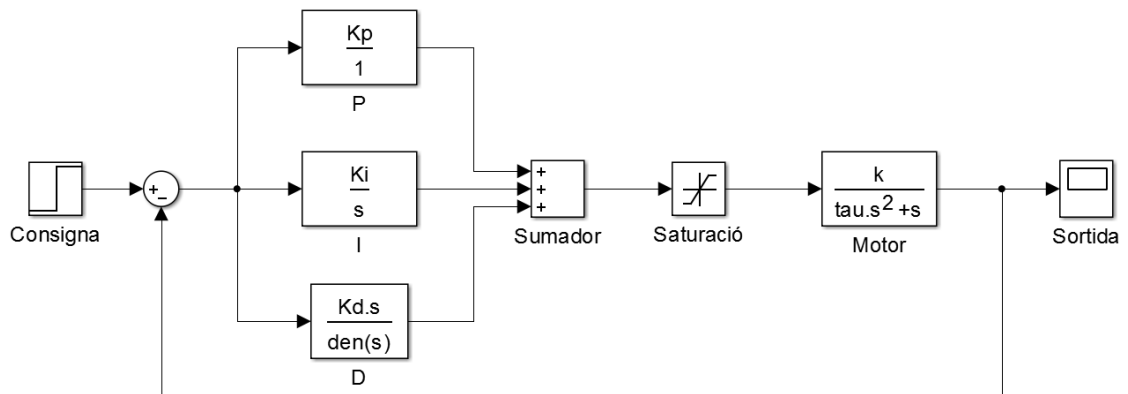 Kp
1
P
Consigna
+
−
Ki
s
I
Kd.s
den(s)
D
+
+
+
Sumador
Saturació
k
tau.s² +s
Motor
Sortida